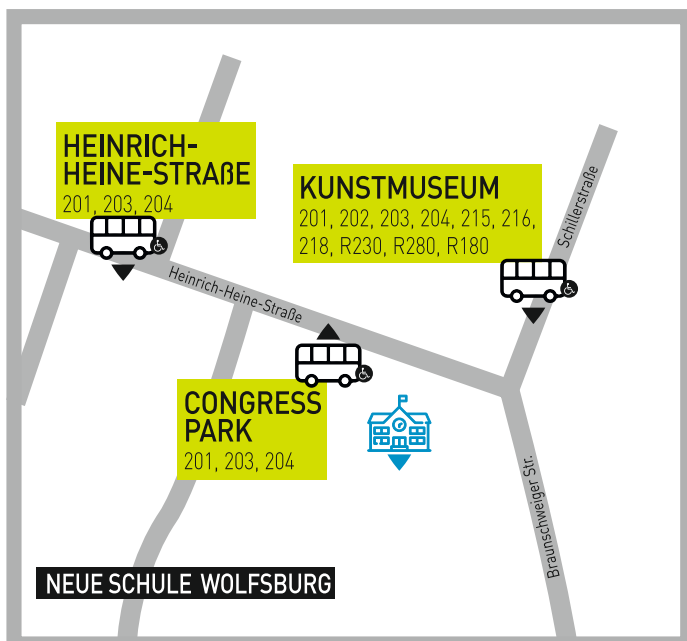 HEINRICH-
HEINE-STRAßE
201, 203, 204
KUNSTMUSEUM
201, 202, 203, 204, 215, 216,
218, R230, R280, R180
Schillerstraße
Heinrich-Heine-Straße
CONGRESS
PARK
201, 203, 204
Braunschweiger Str.
NEUE SCHULE WOLFSBURG